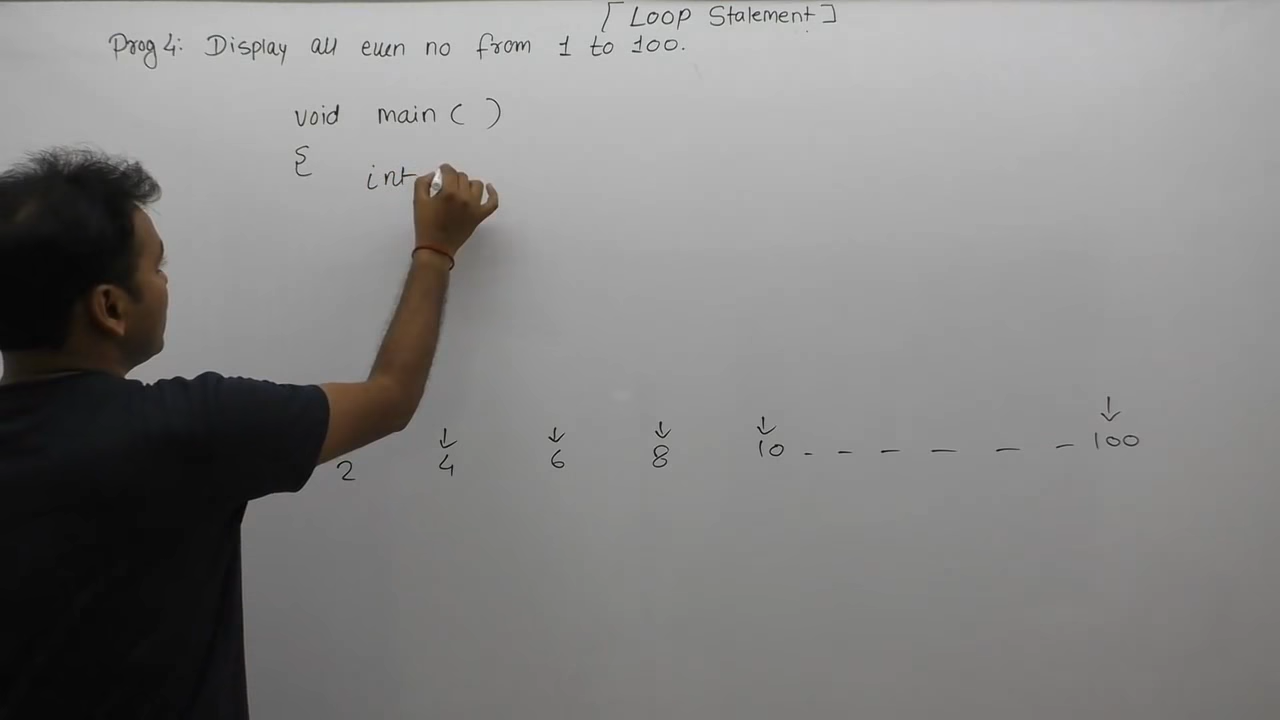 [Loop Statement]
Prog 4: Display all even no from 1 to 100.
void main ( )
{ int
2 4 6 8 10 - - - - - - 100